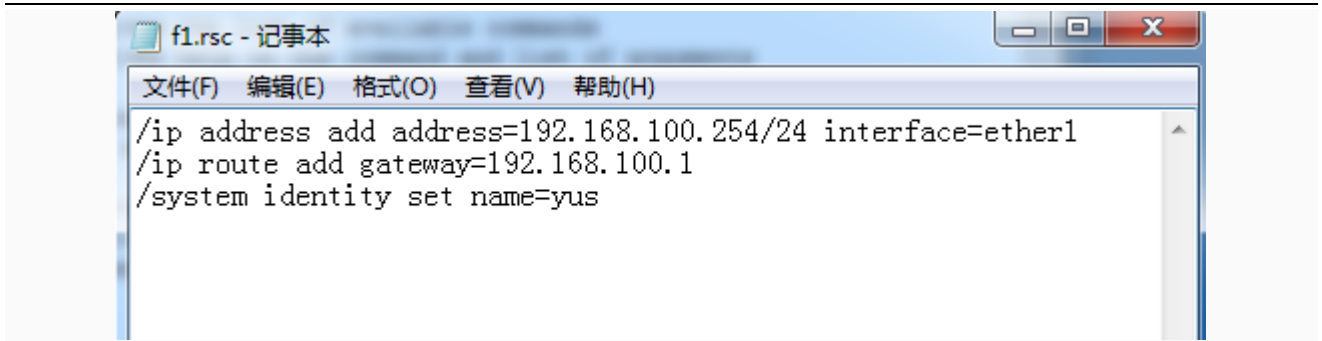 f1.rsc - 记事本
文件(F) 编辑(E) 格式(O) 查看(V) 帮助(H)
/ip address add address=192.168.100.254/24 interface=ether1
/ip route add gateway=192.168.100.1
/system identity set name=yus